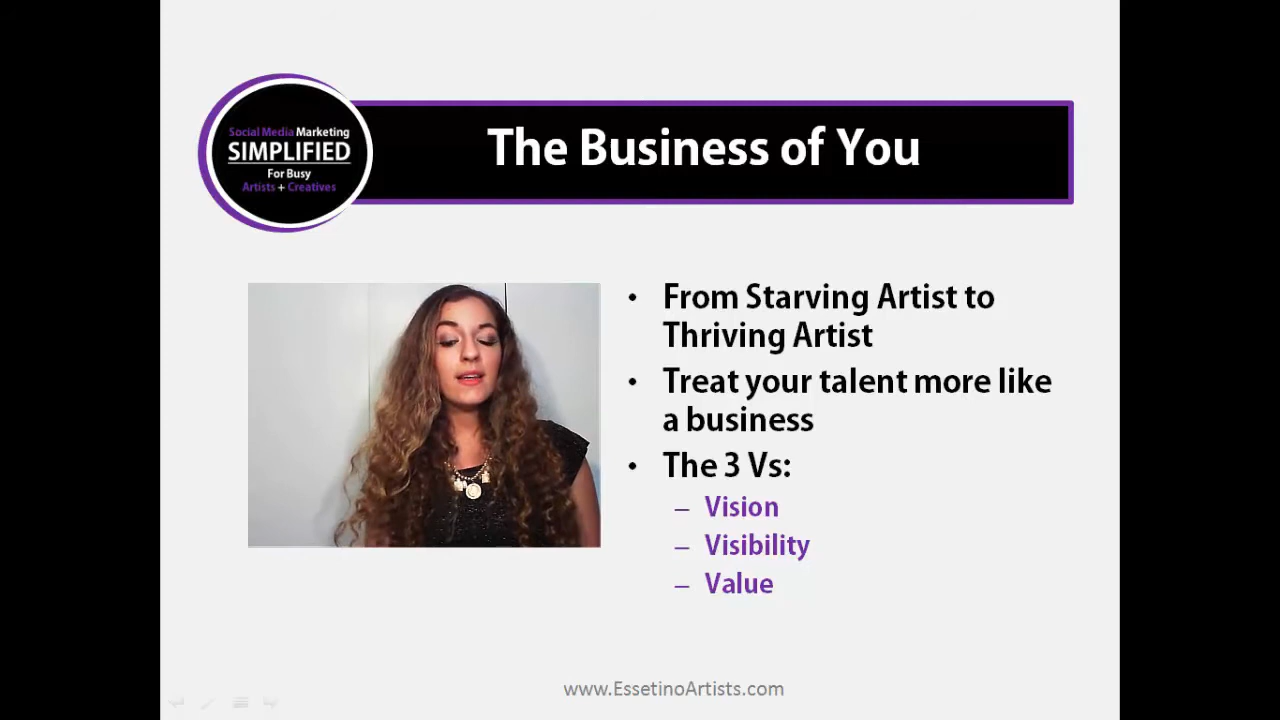 Social Media Marketing
SIMPLIFIED
For Busy
Artists + Creatives
The Business of You
• From Starving Artist to
Thriving Artist
• Treat your talent more like
a business
• The 3 Vs:
– Vision
– Visibility
– Value
www.EssetinoArtists.com